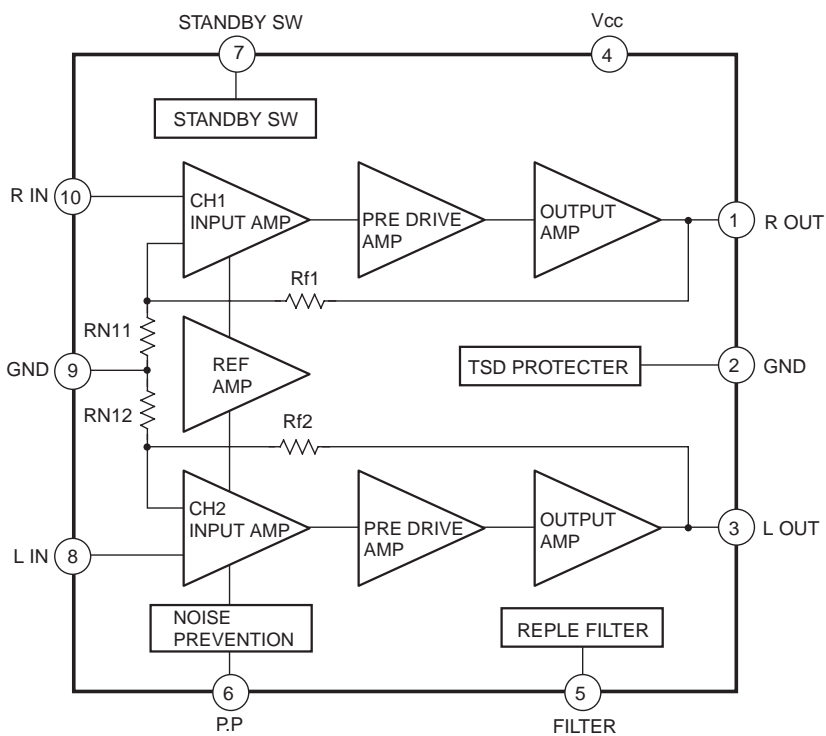 STANDBY SW
Vcc
7
4
STANDBY SW
R IN
10
CH1
INPUT AMP
PRE DRIVE
AMP
OUTPUT
AMP
1
R OUT
Rf1
RN11
GND
9
REF
AMP
TSD PROTECTER
2
GND
RN12
Rf2
CH2
INPUT AMP
PRE DRIVE
AMP
OUTPUT
AMP
3
L OUT
L IN
8
NOISE
PREVENTION
REPLE FILTER
6
5
P.P
FILTER